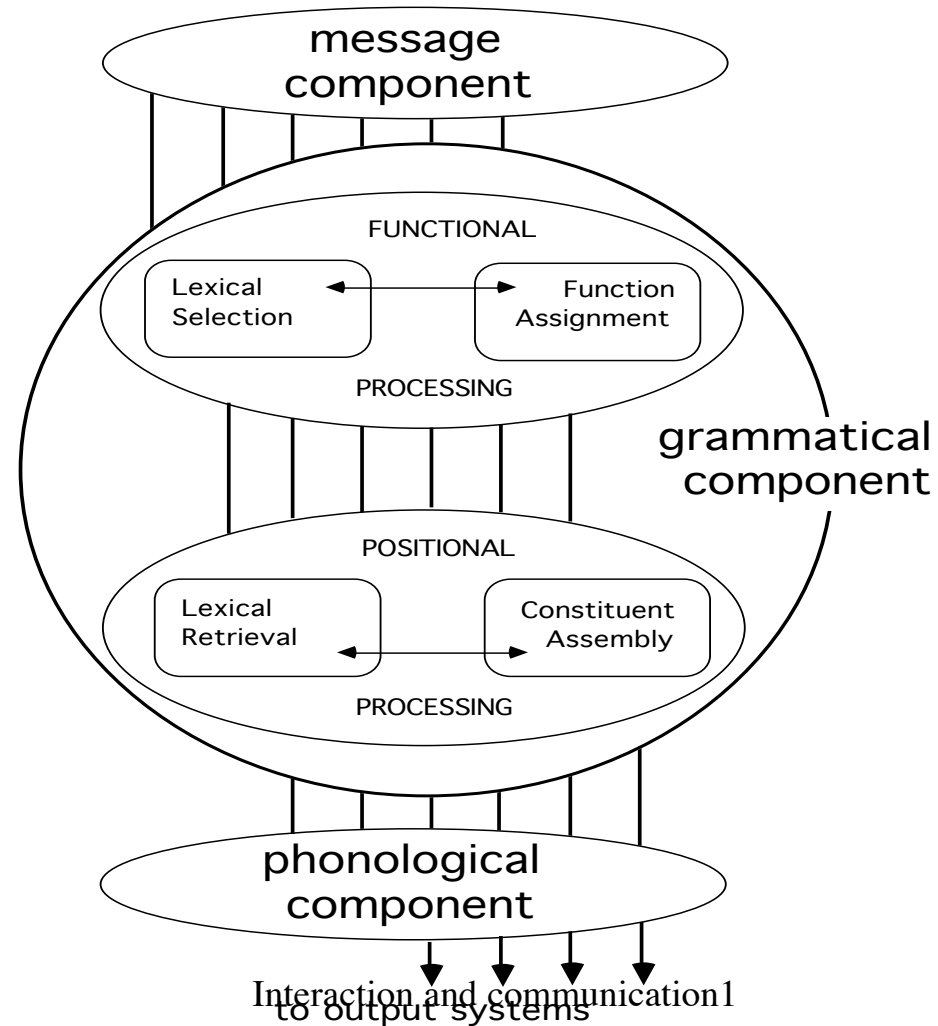 message
component
FUNCTIONAL
Lexical
Selection
Function
Assignment
PROCESSING
grammatical
component
POSITIONAL
Lexical
Retrieval
Constituent
Assembly
PROCESSING
phonological
component
Interaction and communication1
to output systems